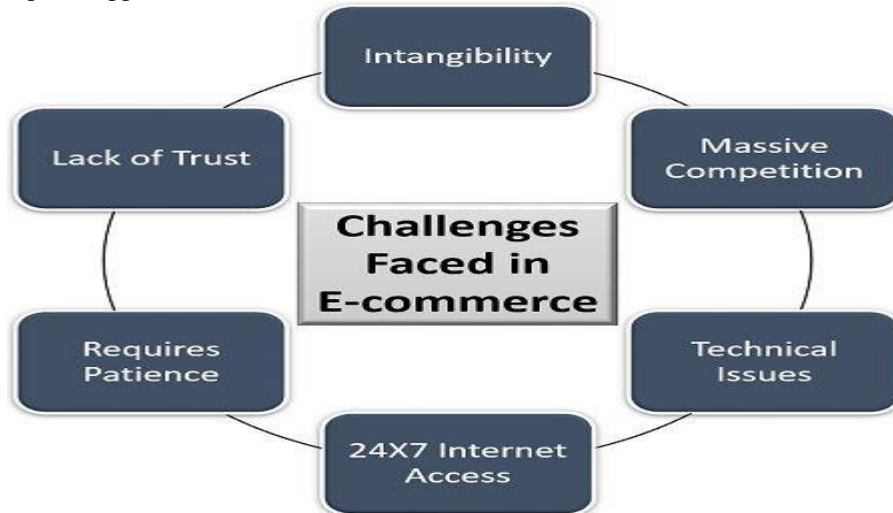 Intangibility
Massive
Competition
Technical
Issues
24X7 Internet
Access
Requires
Patience
Lack of Trust
Challenges
Faced in
E-commerce